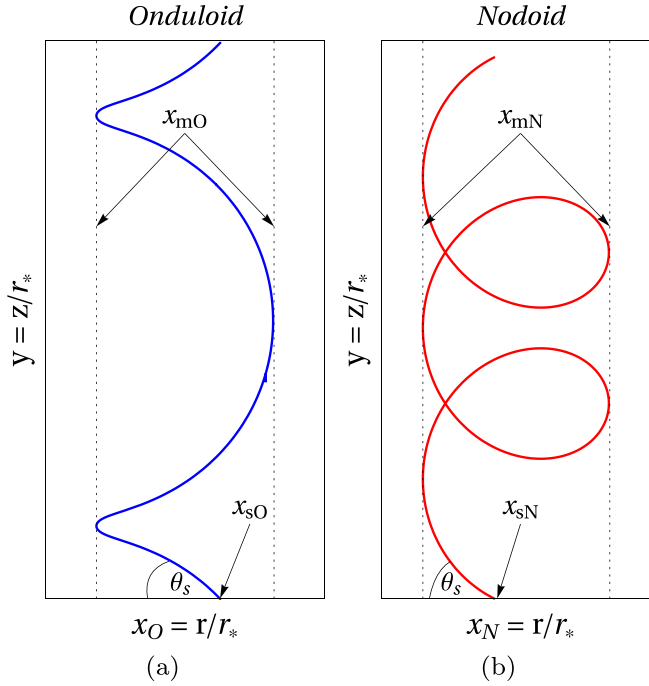 Onduloid
Nodoid
x_mO
x_mN
y = z/r_*
y = z/r_*
x_sO
x_sN
θ_s
θ_s
x_O = r/r_*
x_N = r/r_*
(a)
(b)